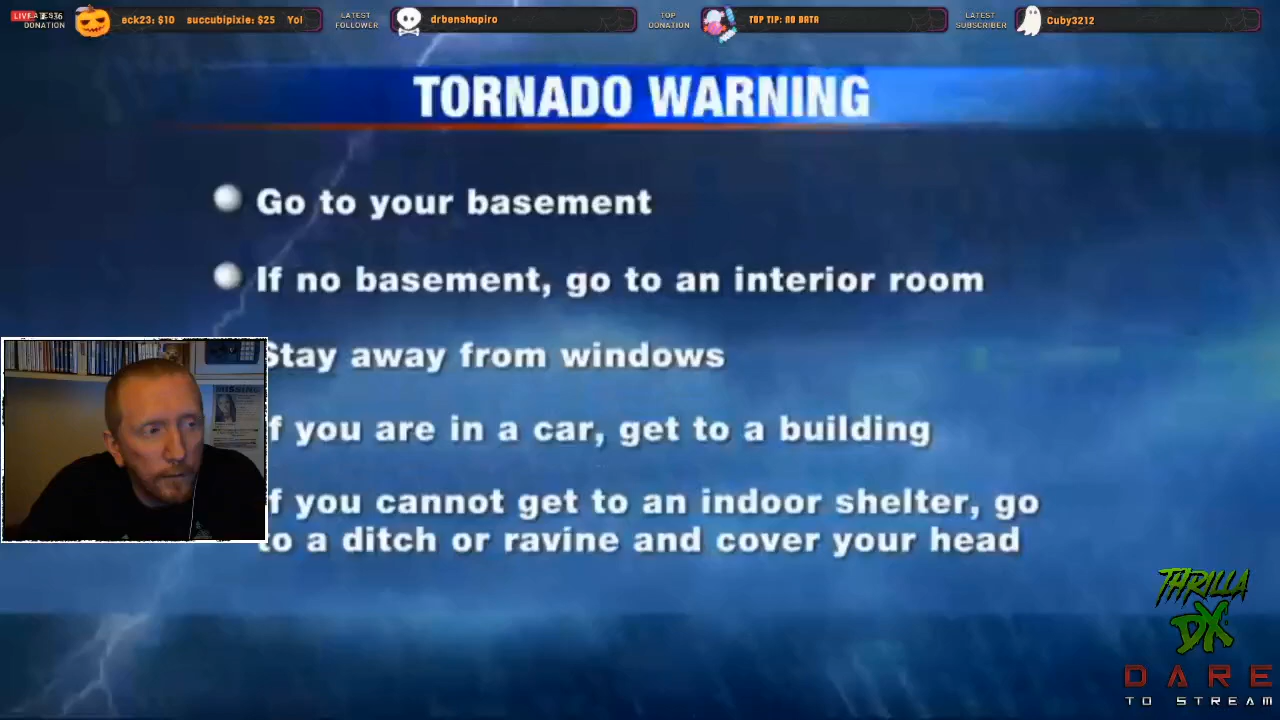 LIVE
LATEST
DONATION
eck23: $10 succubipixie: $25 Yoi
LATEST
FOLLOWER
drbenshapiro
TOP
DONATION
TOP TIP: NO DATA
LATEST
SUBSCRIBER
Cuby3212
TORNADO WARNING
Go to your basement
If no basement, go to an interior room
Stay away from windows
MISSING
f you are in a car, get to a building
f you cannot get to an indoor shelter, go
to a ditch or ravine and cover your head
THRILLA
DX
DARE
TO STREAM